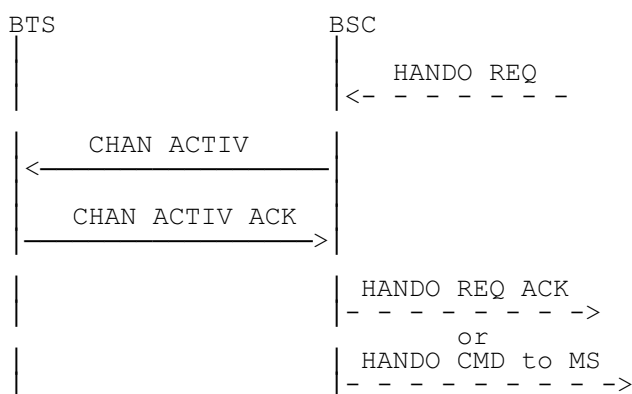 BTS BSC
HANDO REQ
CHAN ACTIV
CHAN ACTIV ACK
HANDO REQ ACK
or
HANDO CMD to MS